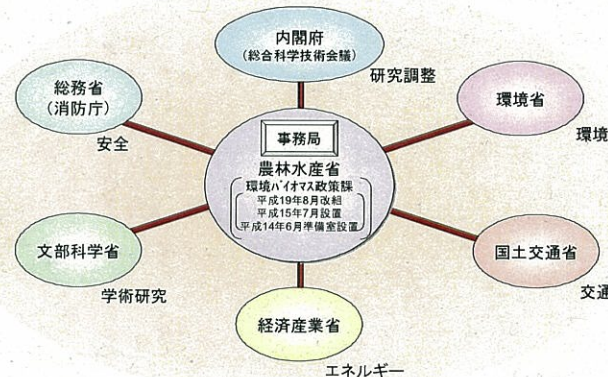 内閣府
(総合科学技術会議)
研究調整
総務省
(消防庁)
安全
環境省
環境
事務局
農林水産省
環境バイオマス政策課
平成19年8月改組
平成15年7月設置
平成14年6月準備室設置
文部科学省
学術研究
国土交通省
交通
経済産業省
エネルギー